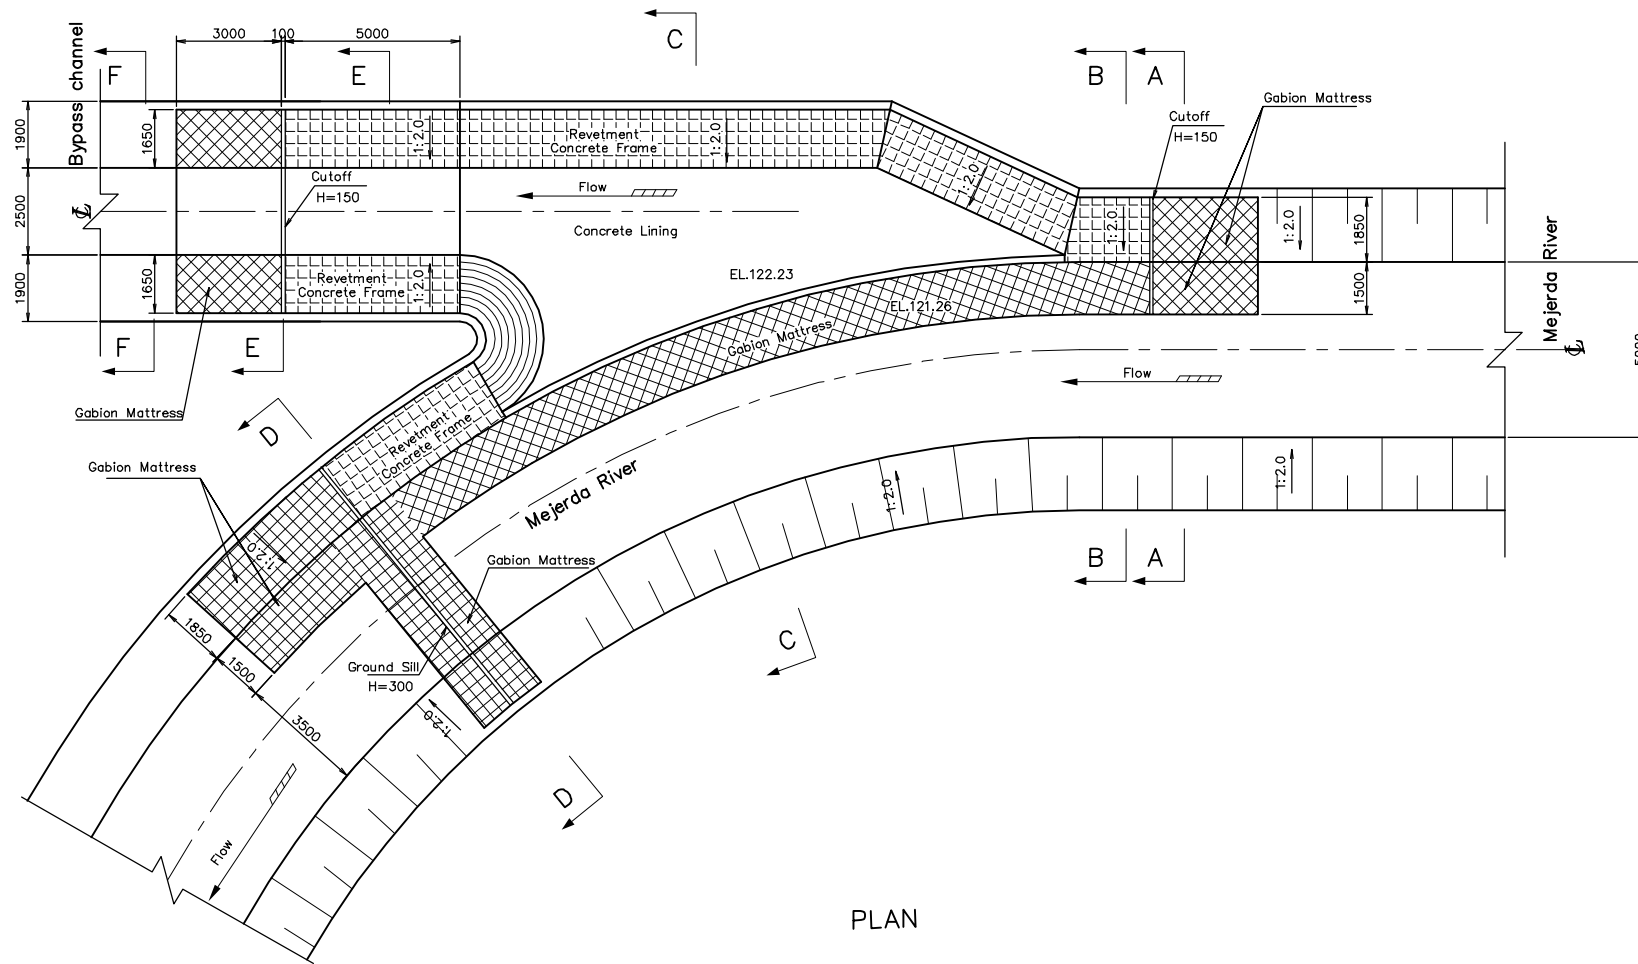 C
3000
100
5000
Bypass channel
F
E
B
A
Gabion Mattress
Cutoff
H=150
1900
1650
1:2.0
Revetment
Concrete Frame
1:2.0
1:2.0
Cutoff
H=150
Flow
2500
℄
Concrete Lining
1:2.0
1:2.0
1850
Mejerda River
1900
1650
Revetment
Concrete Frame
1:2.0
EL.122.23
EL.121.26
1500
℄
F
E
Gabion Mattress
Flow
Gabion Mattress
D
Revetment
Concrete Frame
Gabion Mattress
Mejerda River
1:2.0
1:2.0
1:2.0
Gabion Mattress
B
A
1850
1500
Ground Sill
H=300
C
3500
1:2.0
D
Flow
PLAN